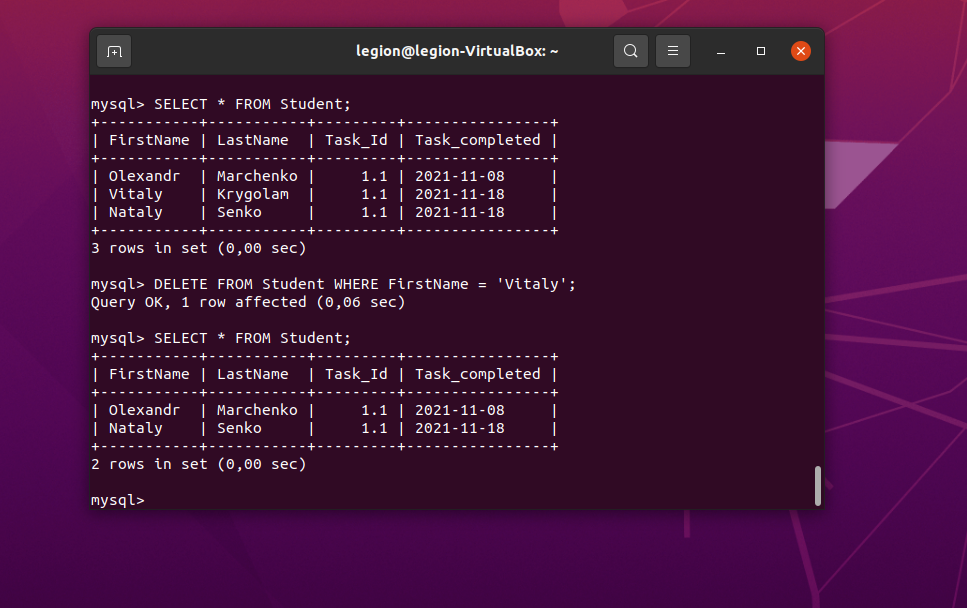 legion@legion-VirtualBox: ~
mysql> SELECT * FROM Student;
+-----------+-----------+---------+----------------+
| FirstName | LastName  | Task_Id | Task_completed |
+-----------+-----------+---------+----------------+
| Olexandr  | Marchenko |     1.1 | 2021-11-08     |
| Vitaly    | Krygolam  |     1.1 | 2021-11-18     |
| Nataly    | Senko     |     1.1 | 2021-11-18     |
+-----------+-----------+---------+----------------+
3 rows in set (0,00 sec)
mysql> DELETE FROM Student WHERE FirstName = 'Vitaly';
Query OK, 1 row affected (0,06 sec)
mysql> SELECT * FROM Student;
+-----------+-----------+---------+----------------+
| FirstName | LastName  | Task_Id | Task_completed |
+-----------+-----------+---------+----------------+
| Olexandr  | Marchenko |     1.1 | 2021-11-08     |
| Nataly    | Senko     |     1.1 | 2021-11-18     |
+-----------+-----------+---------+----------------+
2 rows in set (0,00 sec)
mysql>